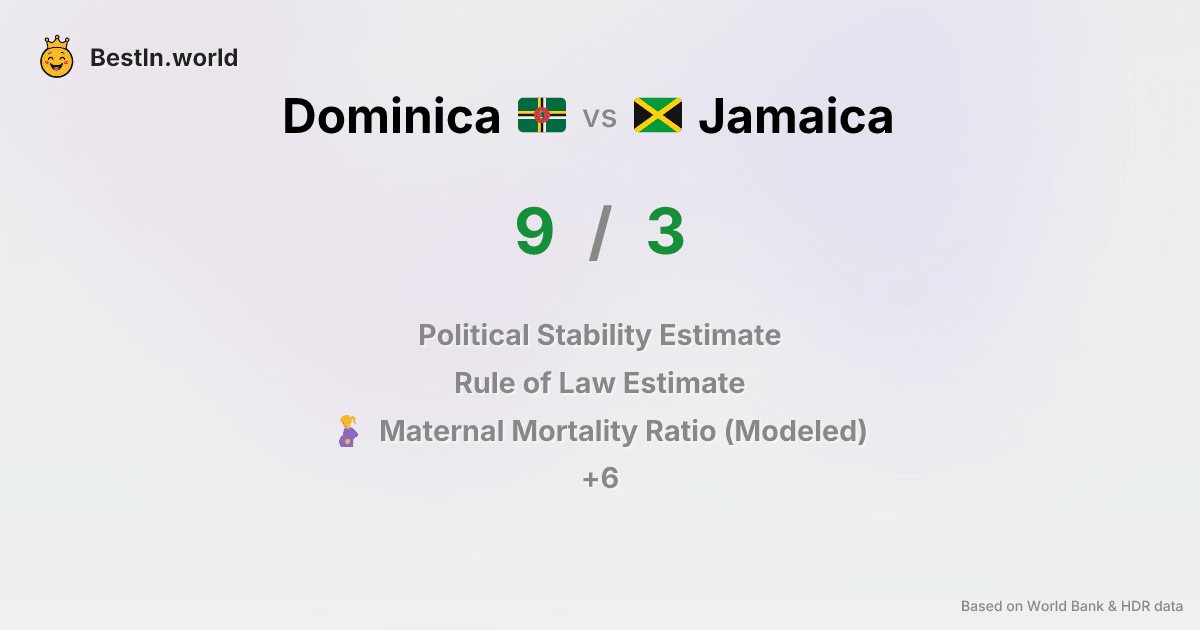 BestIn.world
Dominica vs Jamaica
9 / 3
Political Stability Estimate
Rule of Law Estimate
Maternal Mortality Ratio (Modeled)
+6
Based on World Bank & HDR data